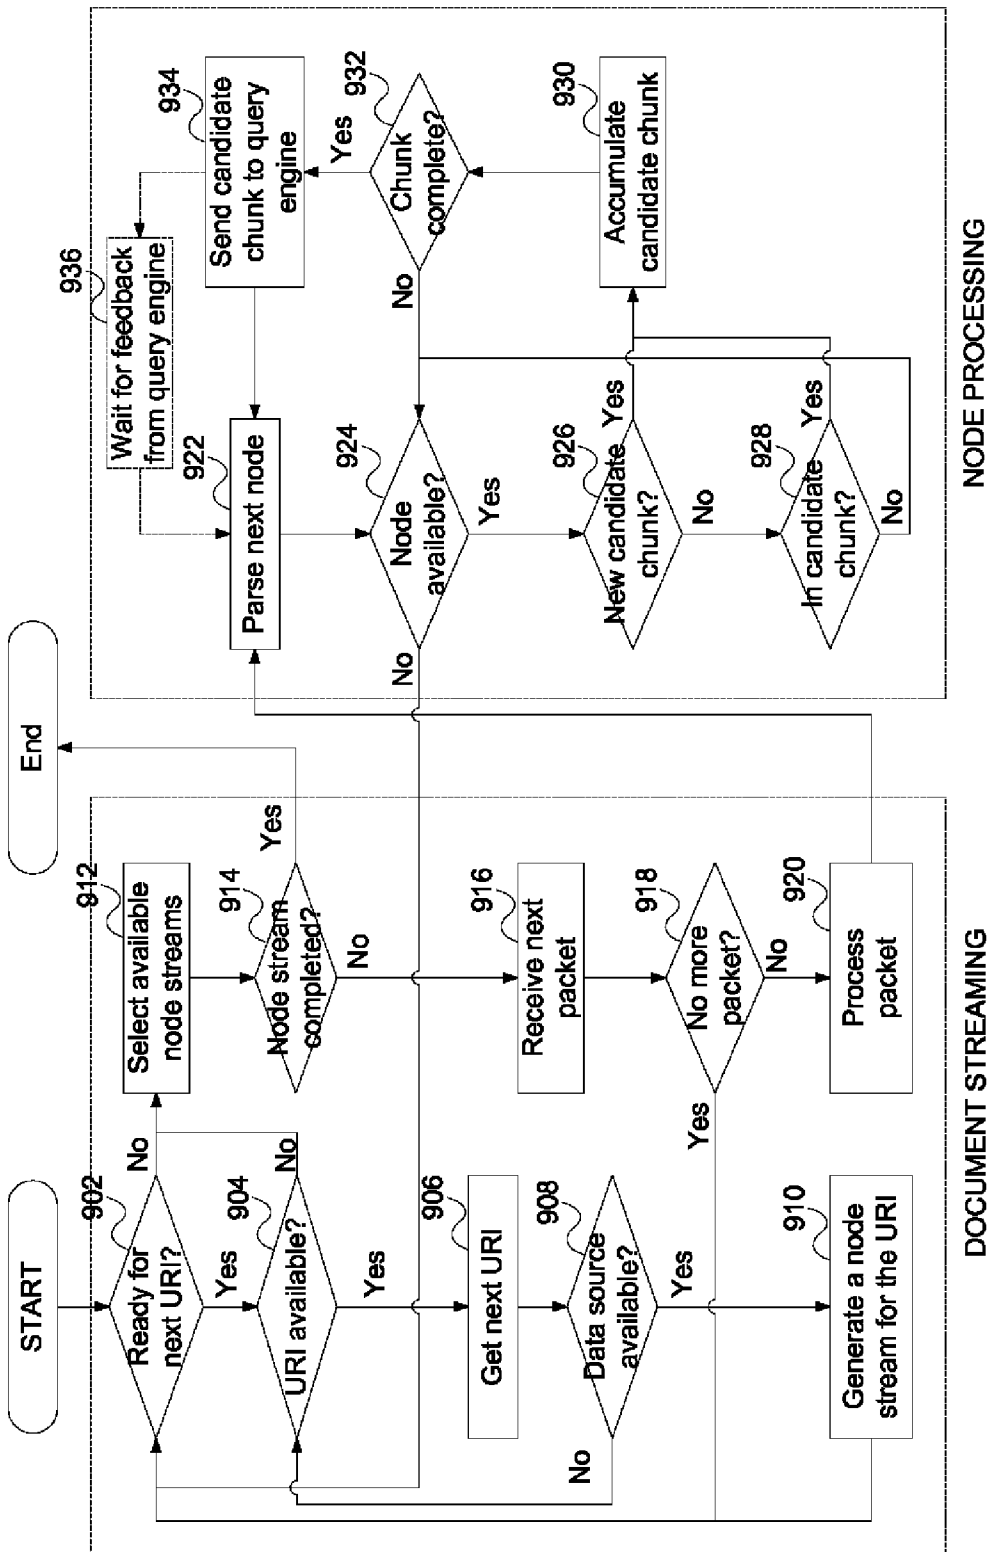 START
902
Ready for
next URI?
No
Yes
904
URI available?
No
Yes
906
Get next URI
908
Data source
available?
No
Yes
910
Generate a node
stream for the URI
End
912
Select available
node streams
914
Node stream
completed?
Yes
No
916
Receive next
packet
918
No more
packet?
Yes
No
920
Process
packet
DOCUMENT STREAMING
936
Wait for feedback
from query engine
934
Send candidate
chunk to query
engine
922
Parse next node
924
Node
available?
No
Yes
932
Chunk
complete?
Yes
No
926
New candidate
chunk?
Yes
No
930
Accumulate
candidate chunk
928
In candidate
chunk?
Yes
No
NODE PROCESSING